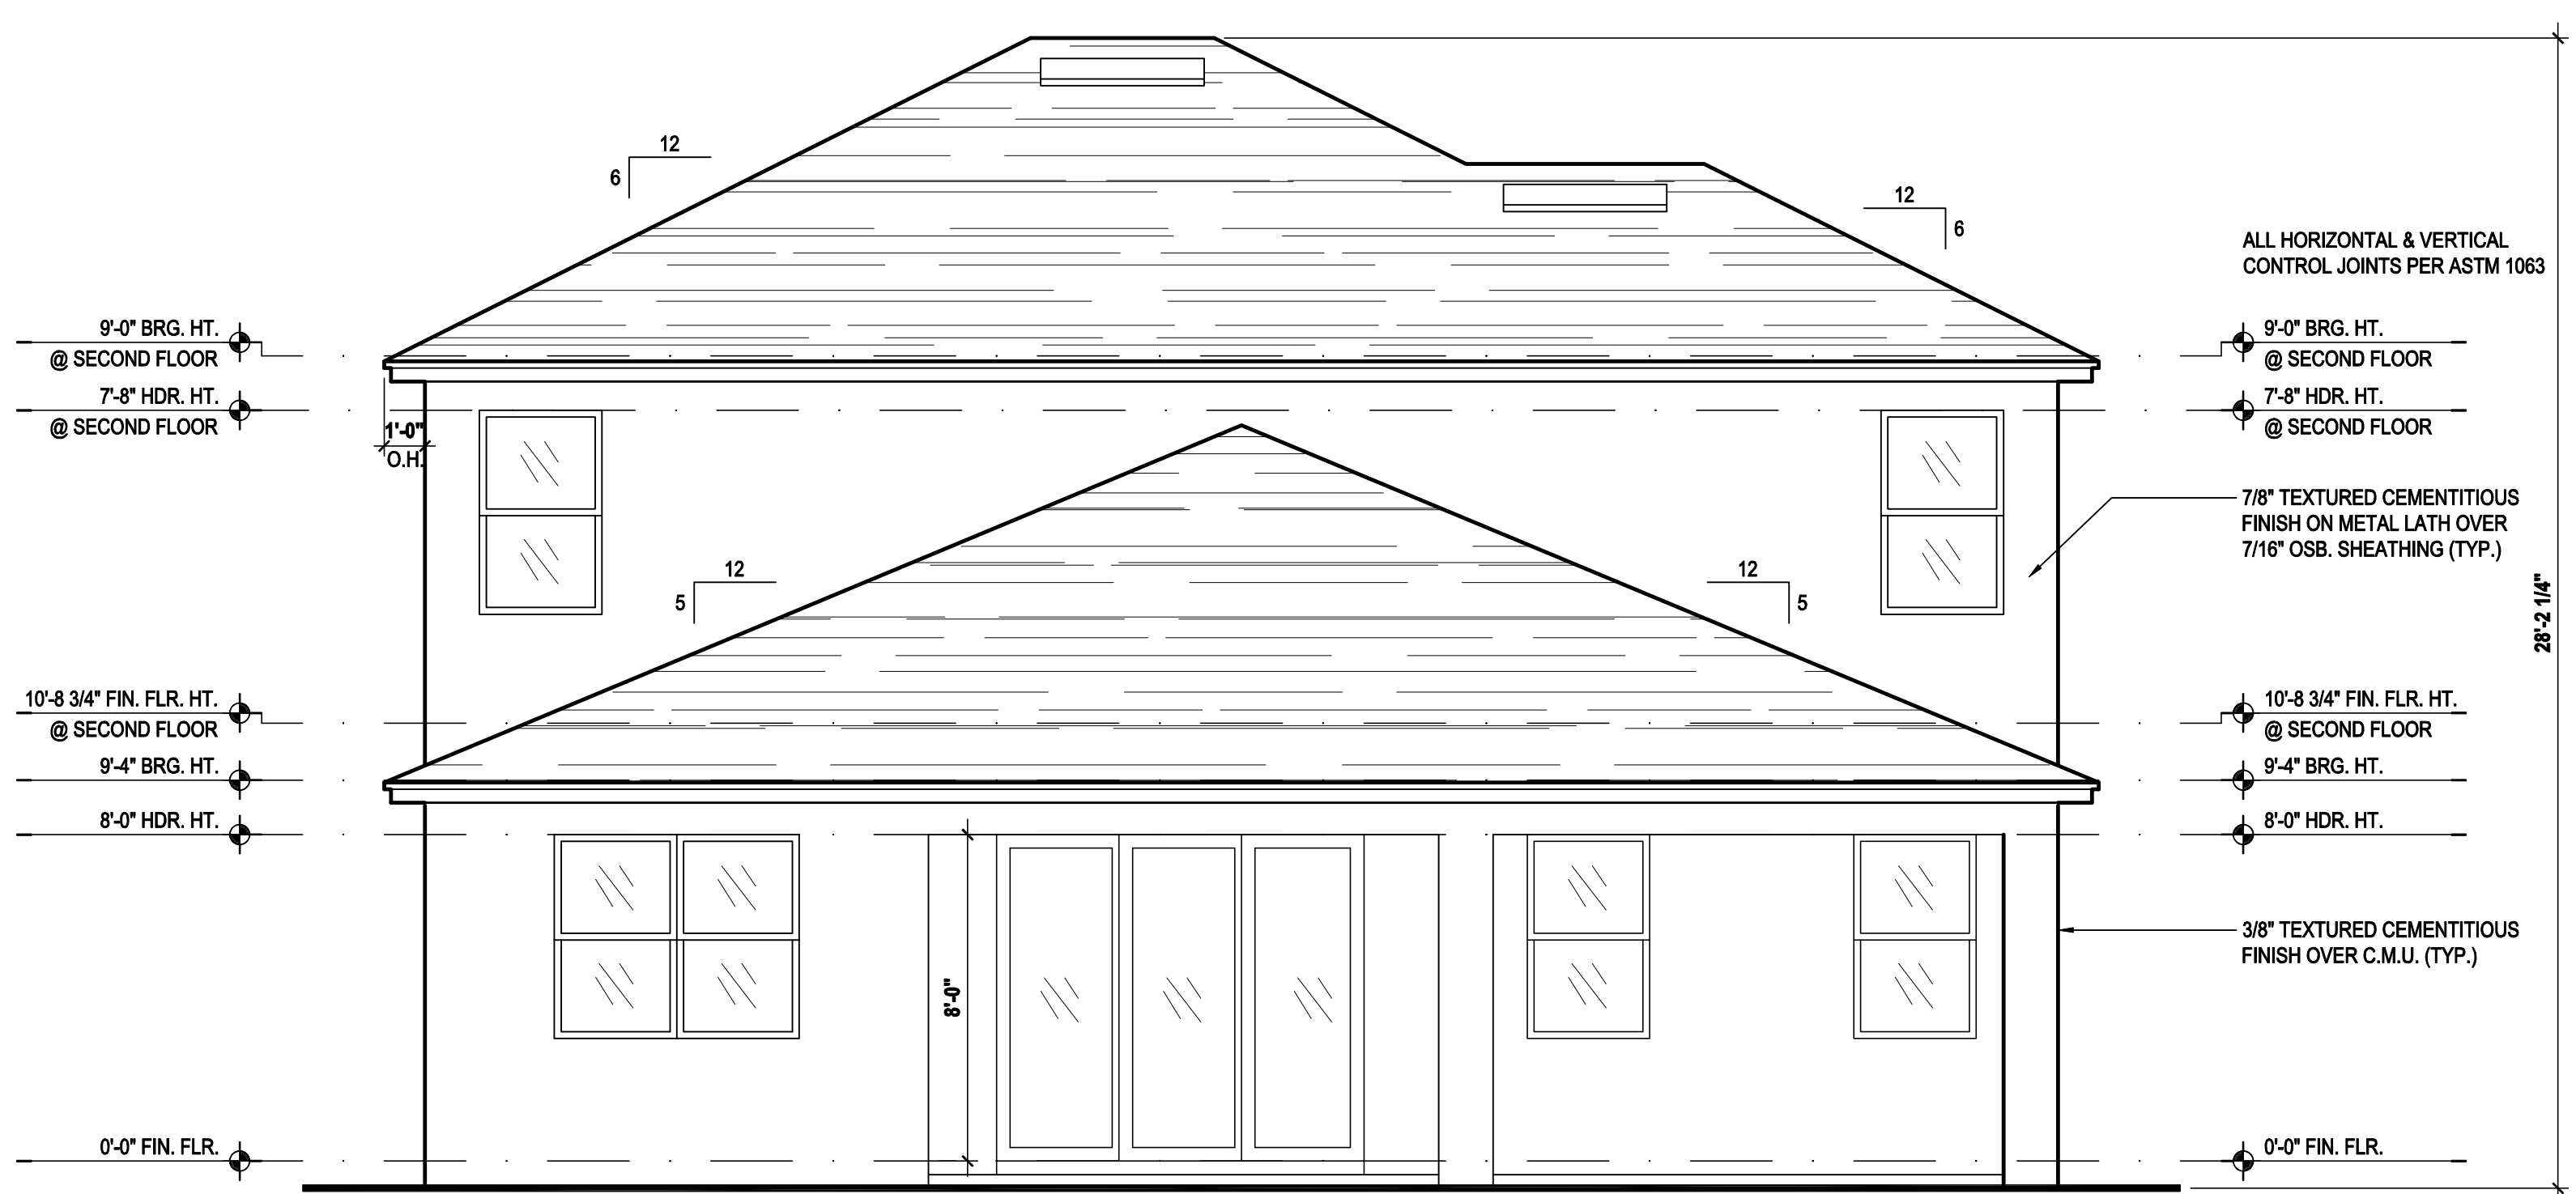 12
6
12
6
ALL HORIZONTAL & VERTICAL
CONTROL JOINTS PER ASTM 1063
9'-0" BRG. HT.
@ SECOND FLOOR
9'-0" BRG. HT.
@ SECOND FLOOR
7'-8" HDR. HT.
@ SECOND FLOOR
7'-8" HDR. HT.
@ SECOND FLOOR
1'-0"
O.H.
7/8" TEXTURED CEMENTITIOUS
FINISH ON METAL LATH OVER
7/16" OSB. SHEATHING (TYP.)
12
5
12
5
28'-2 1/4"
10'-8 3/4" FIN. FLR. HT.
@ SECOND FLOOR
10'-8 3/4" FIN. FLR. HT.
@ SECOND FLOOR
9'-4" BRG. HT.
9'-4" BRG. HT.
8'-0" HDR. HT.
8'-0" HDR. HT.
3/8" TEXTURED CEMENTITIOUS
FINISH OVER C.M.U. (TYP.)
8'-0"
0'-0" FIN. FLR.
0'-0" FIN. FLR.